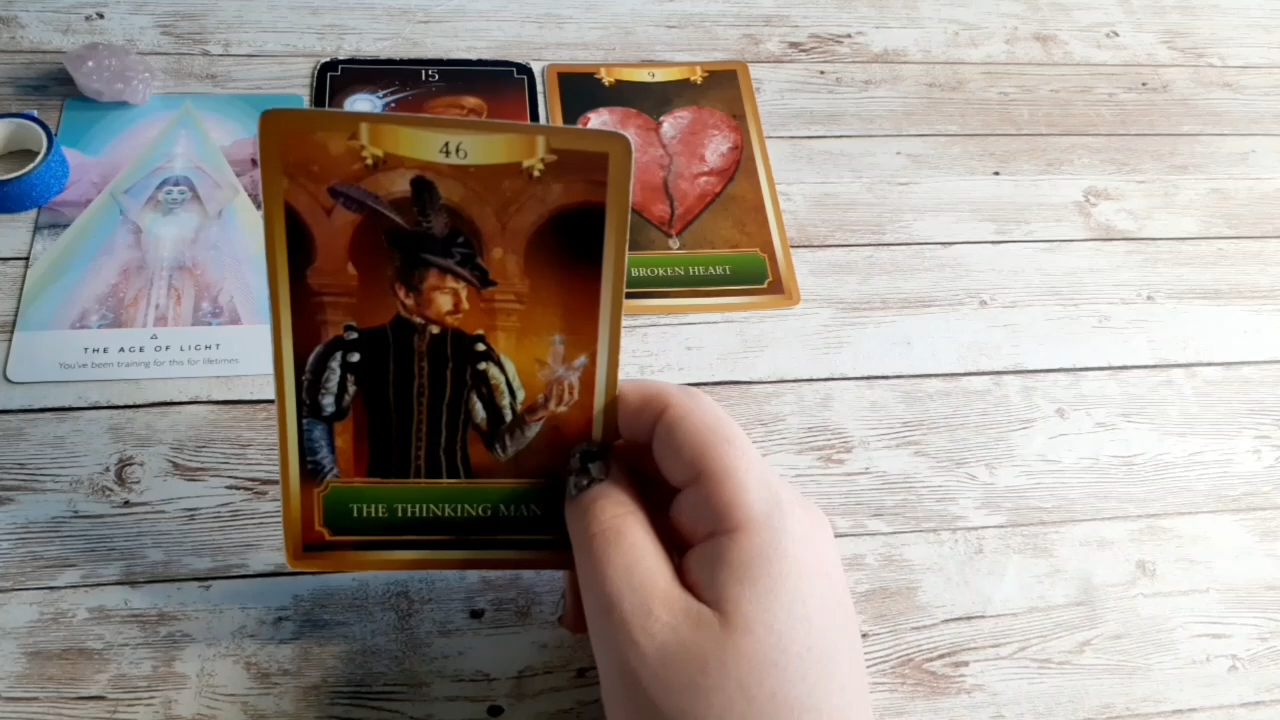 15
9
46
BROKEN HEART
THE AGE OF LIGHT
You've been training for this for lifetimes
THE THINKING MAN